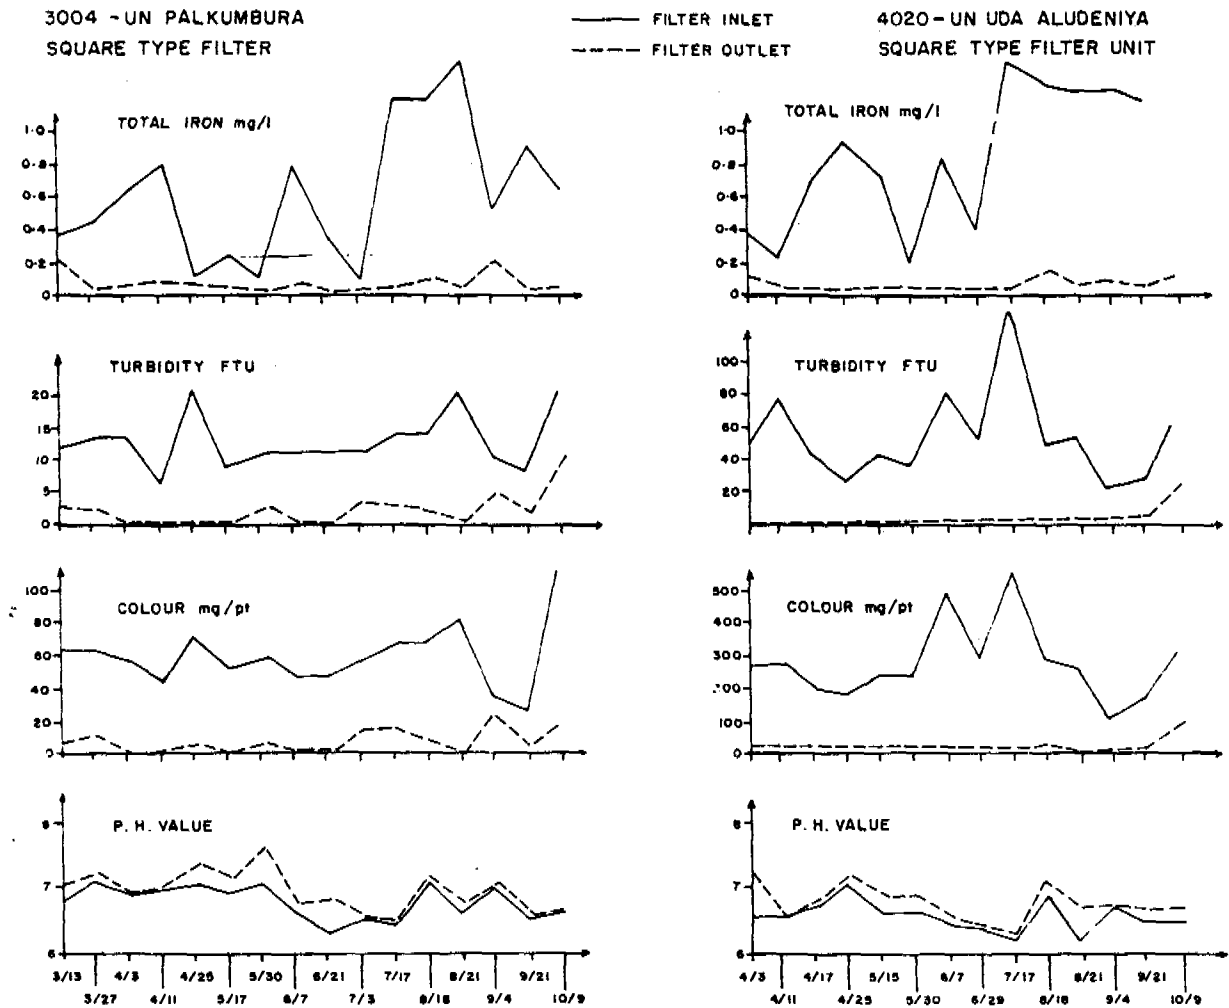 3004 - UN PALKUMBURA
SQUARE TYPE FILTER
FILTER INLET
FILTER OUTLET
4020 - UN UDA ALUDENIYA
SQUARE TYPE FILTER UNIT
TOTAL IRON mg/l
1.0
0.8
0.6
0.4
0.2
0
TURBIDITY FTU
20
15
10
5
0
COLOUR mg/pt
100
80
60
40
20
0
P. H. VALUE
8
7
6
3/13 4/3 4/25 5/30 6/21 7/17 8/21 9/21
3/27 4/11 5/17 6/7 7/3 8/18 9/4 10/9
TOTAL IRON mg/l
1.0
0.8
0.6
0.4
0.2
0
TURBIDITY FTU
100
80
60
40
20
COLOUR mg/pt
500
400
300
200
100
0
P. H. VALUE
8
7
6
4/3 4/17 5/15 6/7 7/17 8/21 9/21
4/11 4/25 5/30 6/29 8/18 9/4 10/9